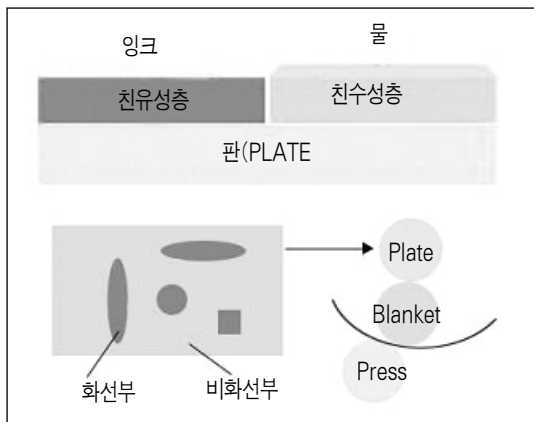 잉크 물
친유성층 친수성층
판(PLATE
Plate
Blanket
Press
화선부 비화선부